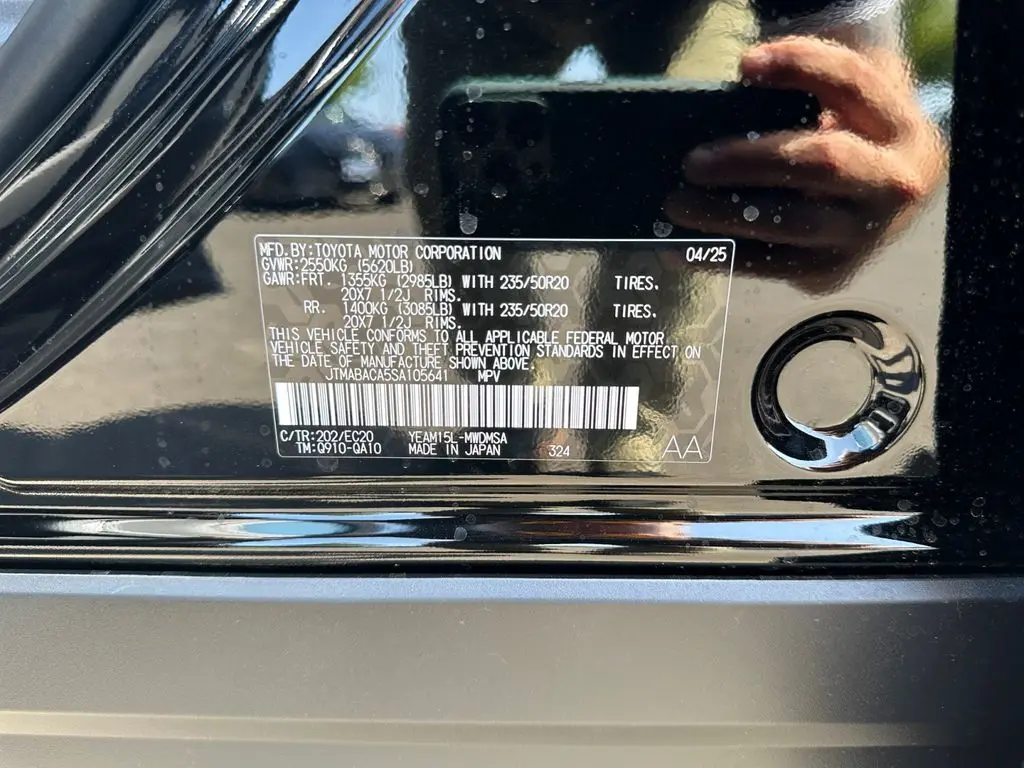 MFD.BY:TOYOTA MOTOR CORPORATION 04/25
GVWR:2550KG (5620LB)
GAWR:FRT. 1355KG (2985LB) WITH 235/50R20 TIRES.
20X7 1/2J RIMS.
RR. 1400KG (3085LB) WITH 235/50R20 TIRES.
20X7 1/2J RIMS.
THIS VEHICLE CONFORMS TO ALL APPLICABLE FEDERAL MOTOR
VEHICLE SAFETY AND THEFT PREVENTION STANDARDS IN EFFECT ON
THE DATE OF MANUFACTURE SHOWN ABOVE.
JTMABACA5SA105641 MPV
C/TR:202/EC20 YEAM15L-MWDMSA
TM:Q910-QA10 MADE IN JAPAN 324 AA